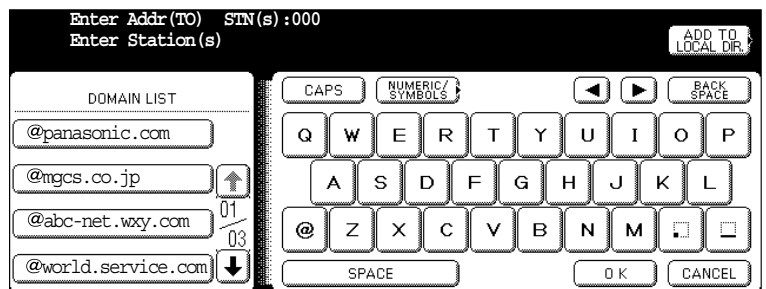 Enter Addr(TO) STN(s):000
Enter Station(s)
ADD TO
LOCAL DIR.
DOMAIN LIST
@panasonic.com
@mgcs.co.jp
@abc-net.wxy.com
@world.service.com
01
03
CAPS
NUMERIC/
SYMBOLS
BACK
SPACE
Q W E R T Y U I O P
A S D F G H J K L
@ Z X C V B N M . _
SPACE
OK
CANCEL